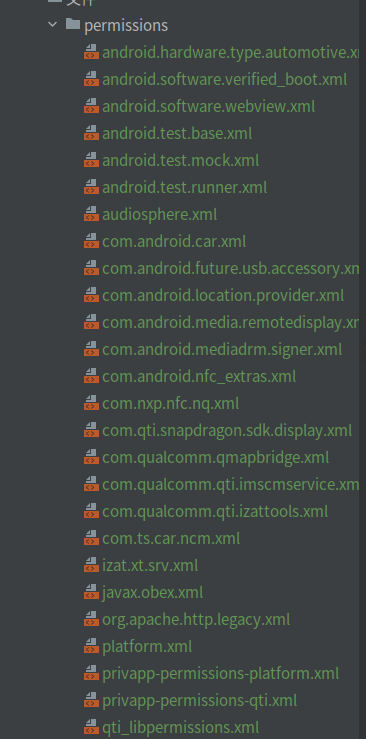 文件
permissions
android.hardware.type.automotive.x
android.software.verified_boot.xml
android.software.webview.xml
android.test.base.xml
android.test.mock.xml
android.test.runner.xml
audiosphere.xml
com.android.car.xml
com.android.future.usb.accessory.xm
com.android.location.provider.xml
com.android.media.remotedisplay.xm
com.android.mediadrm.signer.xml
com.android.nfc_extras.xml
com.nxp.nfc.nq.xml
com.qti.snapdragon.sdk.display.xml
com.qualcomm.qmapbridge.xml
com.qualcomm.qti.imscmservice.xm
com.qualcomm.qti.izattools.xml
com.ts.car.ncm.xml
izat.xt.srv.xml
javax.obex.xml
org.apache.http.legacy.xml
platform.xml
privapp-permissions-platform.xml
privapp-permissions-qti.xml
qti_libpermissions.xml